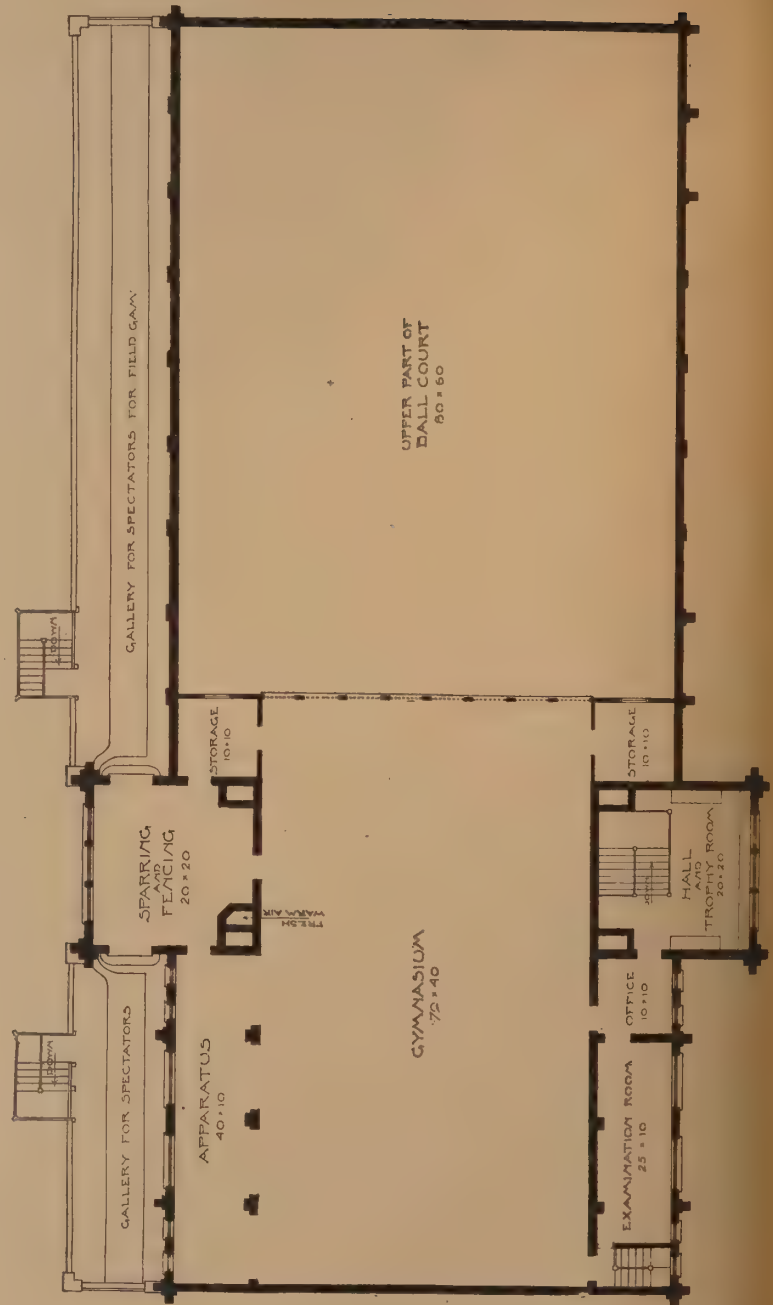 DOWN
DOWN
GALLERY FOR SPECTATORS
GALLERY FOR SPECTATORS FOR FIELD GAM'
SPARRING
AND
FENCING
20 × 20
APPARATUS
40 × 10
STORAGE
10 × 10
FRESH
WARM AIR
GYMNASIUM
72 × 40
UPPER PART OF
BALL COURT
80 × 60
EXAMINATION ROOM
25 × 10
OFFICE
10 × 10
DOWN
HALL
AND
TROPHY ROOM
20 × 20
STORAGE
10 × 10